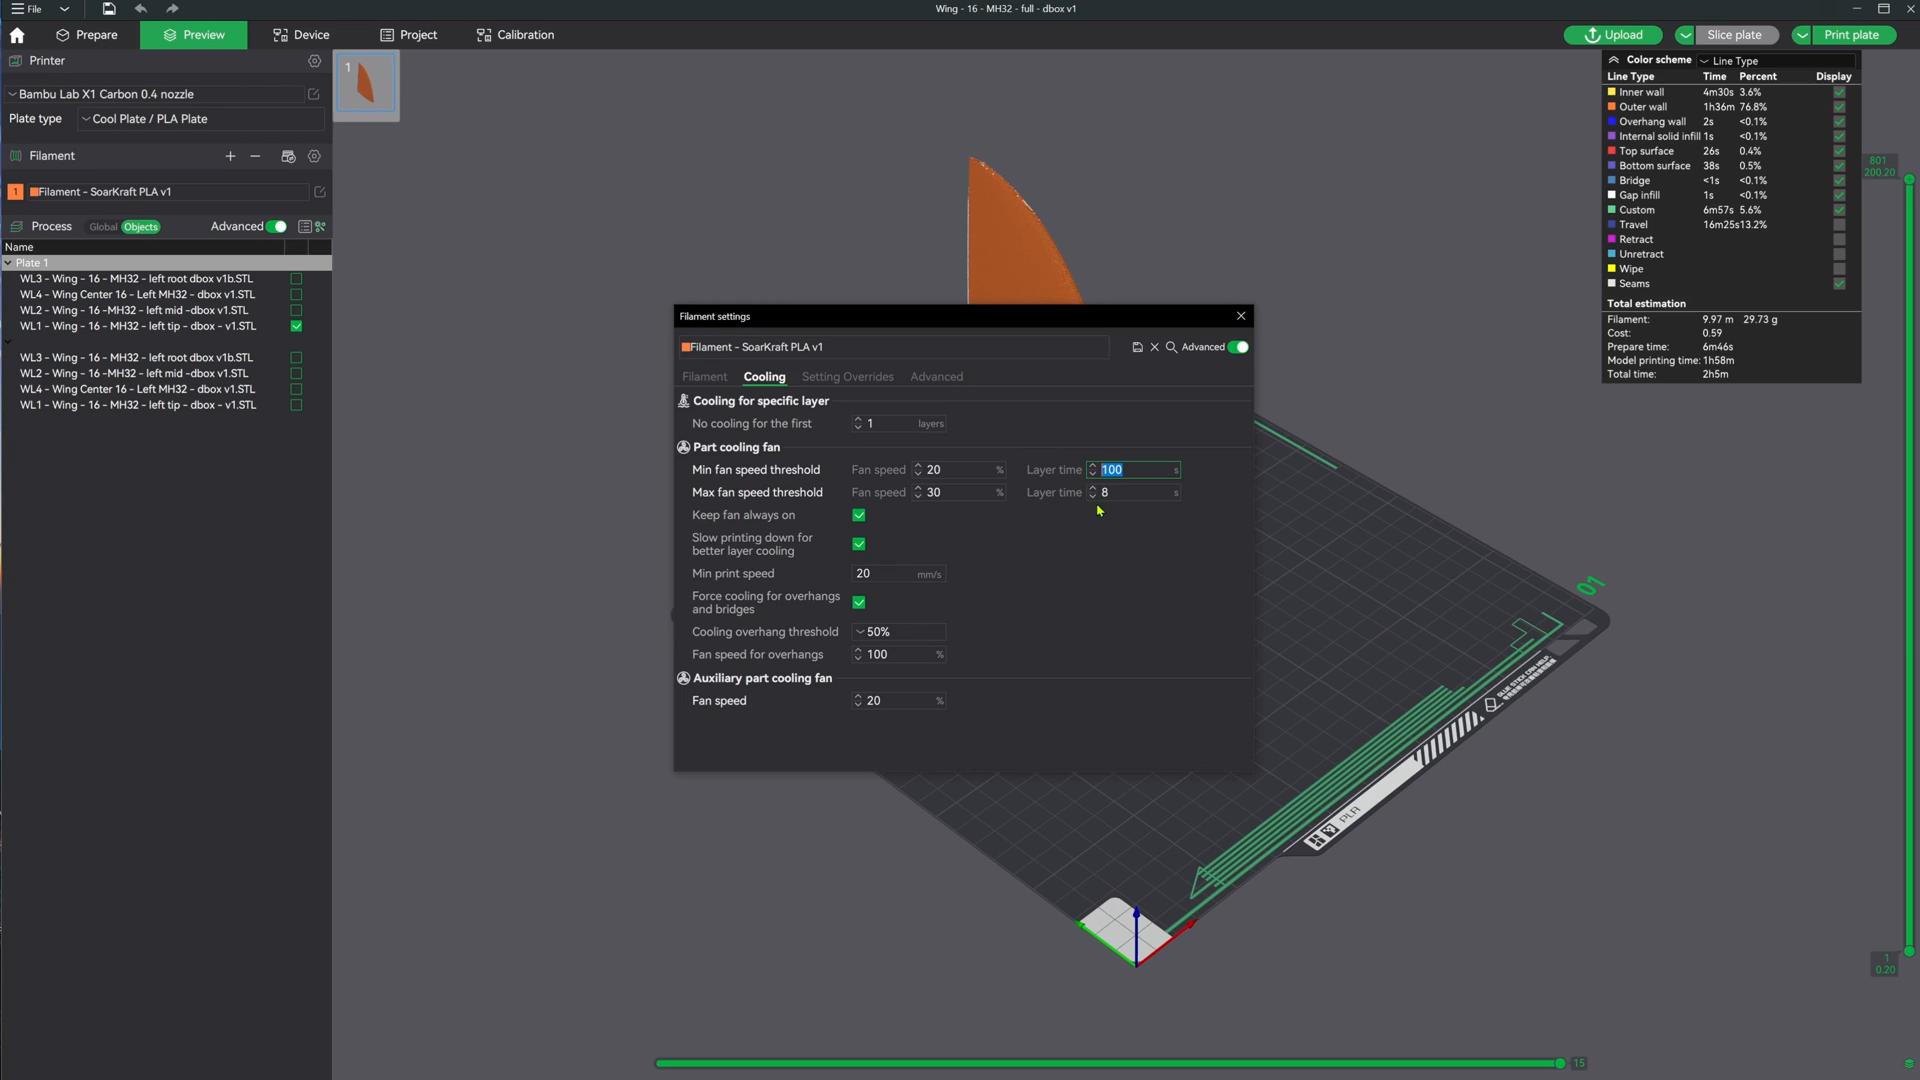 File
Wing - 16 - MH32 - full - dbox v1
Prepare Preview Device Project Calibration
Upload Slice plate Print plate
Printer
Bambu Lab X1 Carbon 0.4 nozzle
Plate type Cool Plate / PLA Plate
Filament
1 Filament - SoarKraft PLA v1
Process Global Objects Advanced
Name
Plate 1
WL3 - Wing - 16 - MH32 - left root dbox v1b.STL
WL4 - Wing Center 16 - Left MH32 - dbox v1.STL
WL2 - Wing - 16 -MH32 - left mid -dbox v1.STL
WL1 - Wing - 16 - MH32 - left tip - dbox - v1.STL
WL3 - Wing - 16 - MH32 - left root dbox v1b.STL
WL2 - Wing - 16 -MH32 - left mid -dbox v1.STL
WL4 - Wing Center 16 - Left MH32 - dbox v1.STL
WL1 - Wing - 16 - MH32 - left tip - dbox - v1.STL
1
Filament settings
Filament - SoarKraft PLA v1 Advanced
Filament Cooling Setting Overrides Advanced
Cooling for specific layer
No cooling for the first 1 layers
Part cooling fan
Min fan speed threshold Fan speed 20 % Layer time 100 s
Max fan speed threshold Fan speed 30 % Layer time 8 s
Keep fan always on
Slow printing down for
better layer cooling
Min print speed 20 mm/s
Force cooling for overhangs
and bridges
Cooling overhang threshold 50%
Fan speed for overhangs 100 %
Auxiliary part cooling fan
Fan speed 20 %
Color scheme Line Type
Line Type Time Percent Display
Inner wall 4m30s 3.6%
Outer wall 1h36m 76.8%
Overhang wall 2s <0.1%
Internal solid infill 1s <0.1%
Top surface 26s 0.4%
Bottom surface 38s 0.5%
Bridge <1s <0.1%
Gap infill 1s <0.1%
Custom 6m57s 5.6%
Travel 16m25s 13.2%
Retract
Unretract
Wipe
Seams
Total estimation
Filament: 9.97 m 29.73 g
Cost: 0.59
Prepare time: 6m46s
Model printing time: 1h58m
Total time: 2h5m
801
200.20
01
GLUE STICK CAN HELP
PLA
1
0.20
15